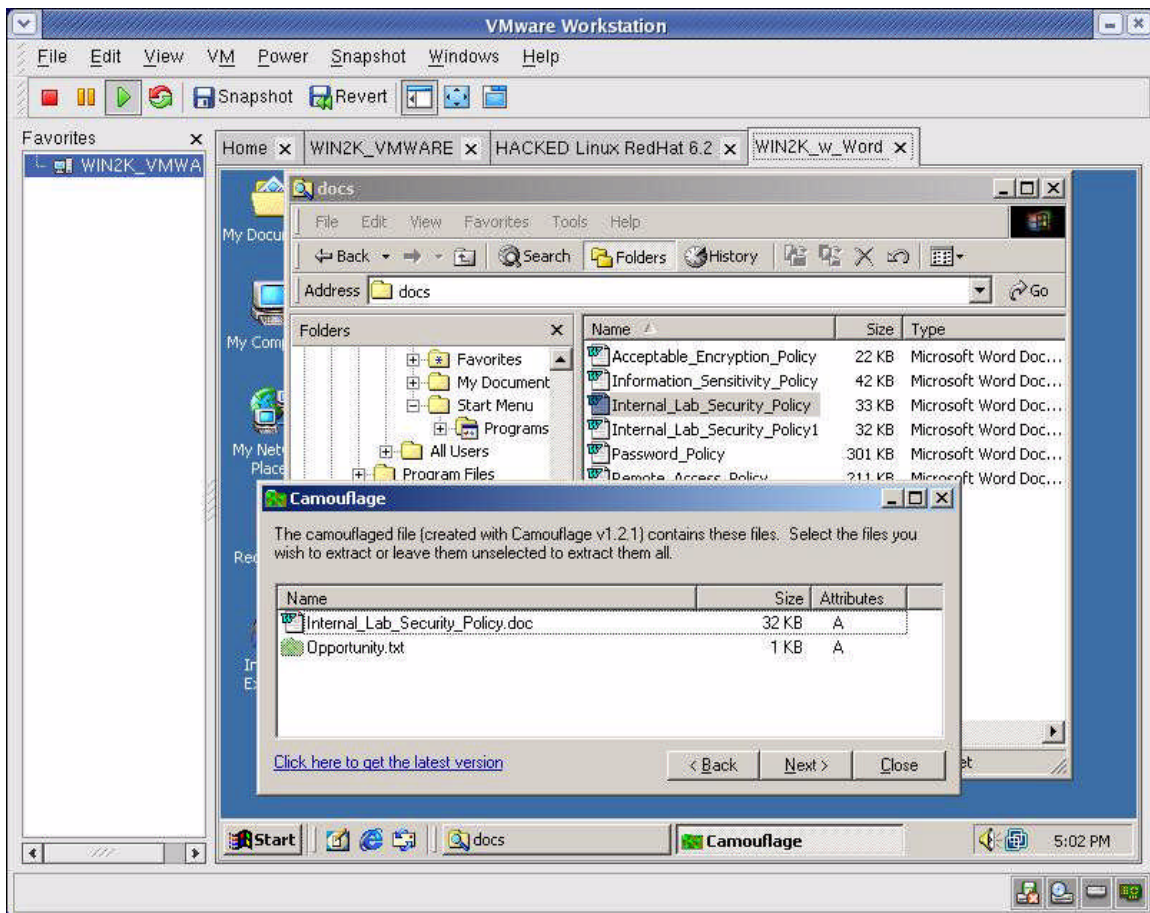 VMware Workstation
File Edit View VM Power Snapshot Windows Help
Snapshot Revert
Favorites
WIN2K_VMWA
Home WIN2K_VMWARE HACKED Linux RedHat 6.2 WIN2K_w_Word
docs
File Edit View Favorites Tools Help
Back Search Folders History
Address docs Go
Folders
Name Size Type
Favorites
My Document
Start Menu
Programs
All Users
Program Files
Acceptable_Encryption_Policy 22 KB Microsoft Word Doc...
Information_Sensitivity_Policy 42 KB Microsoft Word Doc...
Internal_Lab_Security_Policy 33 KB Microsoft Word Doc...
Internal_Lab_Security_Policy1 32 KB Microsoft Word Doc...
Password_Policy 301 KB Microsoft Word Doc...
Remote_Access_Policy 211 KB Microsoft Word Doc...
My Docu
My Com
My Net
Place
Rec
In
E
Camouflage
The camouflaged file (created with Camouflage v1.2.1) contains these files. Select the files you
wish to extract or leave them unselected to extract them all.
Name Size Attributes
Internal_Lab_Security_Policy.doc 32 KB A
Opportunity.txt 1 KB A
Click here to get the latest version
< Back Next > Close
et
Start docs Camouflage 5:02 PM